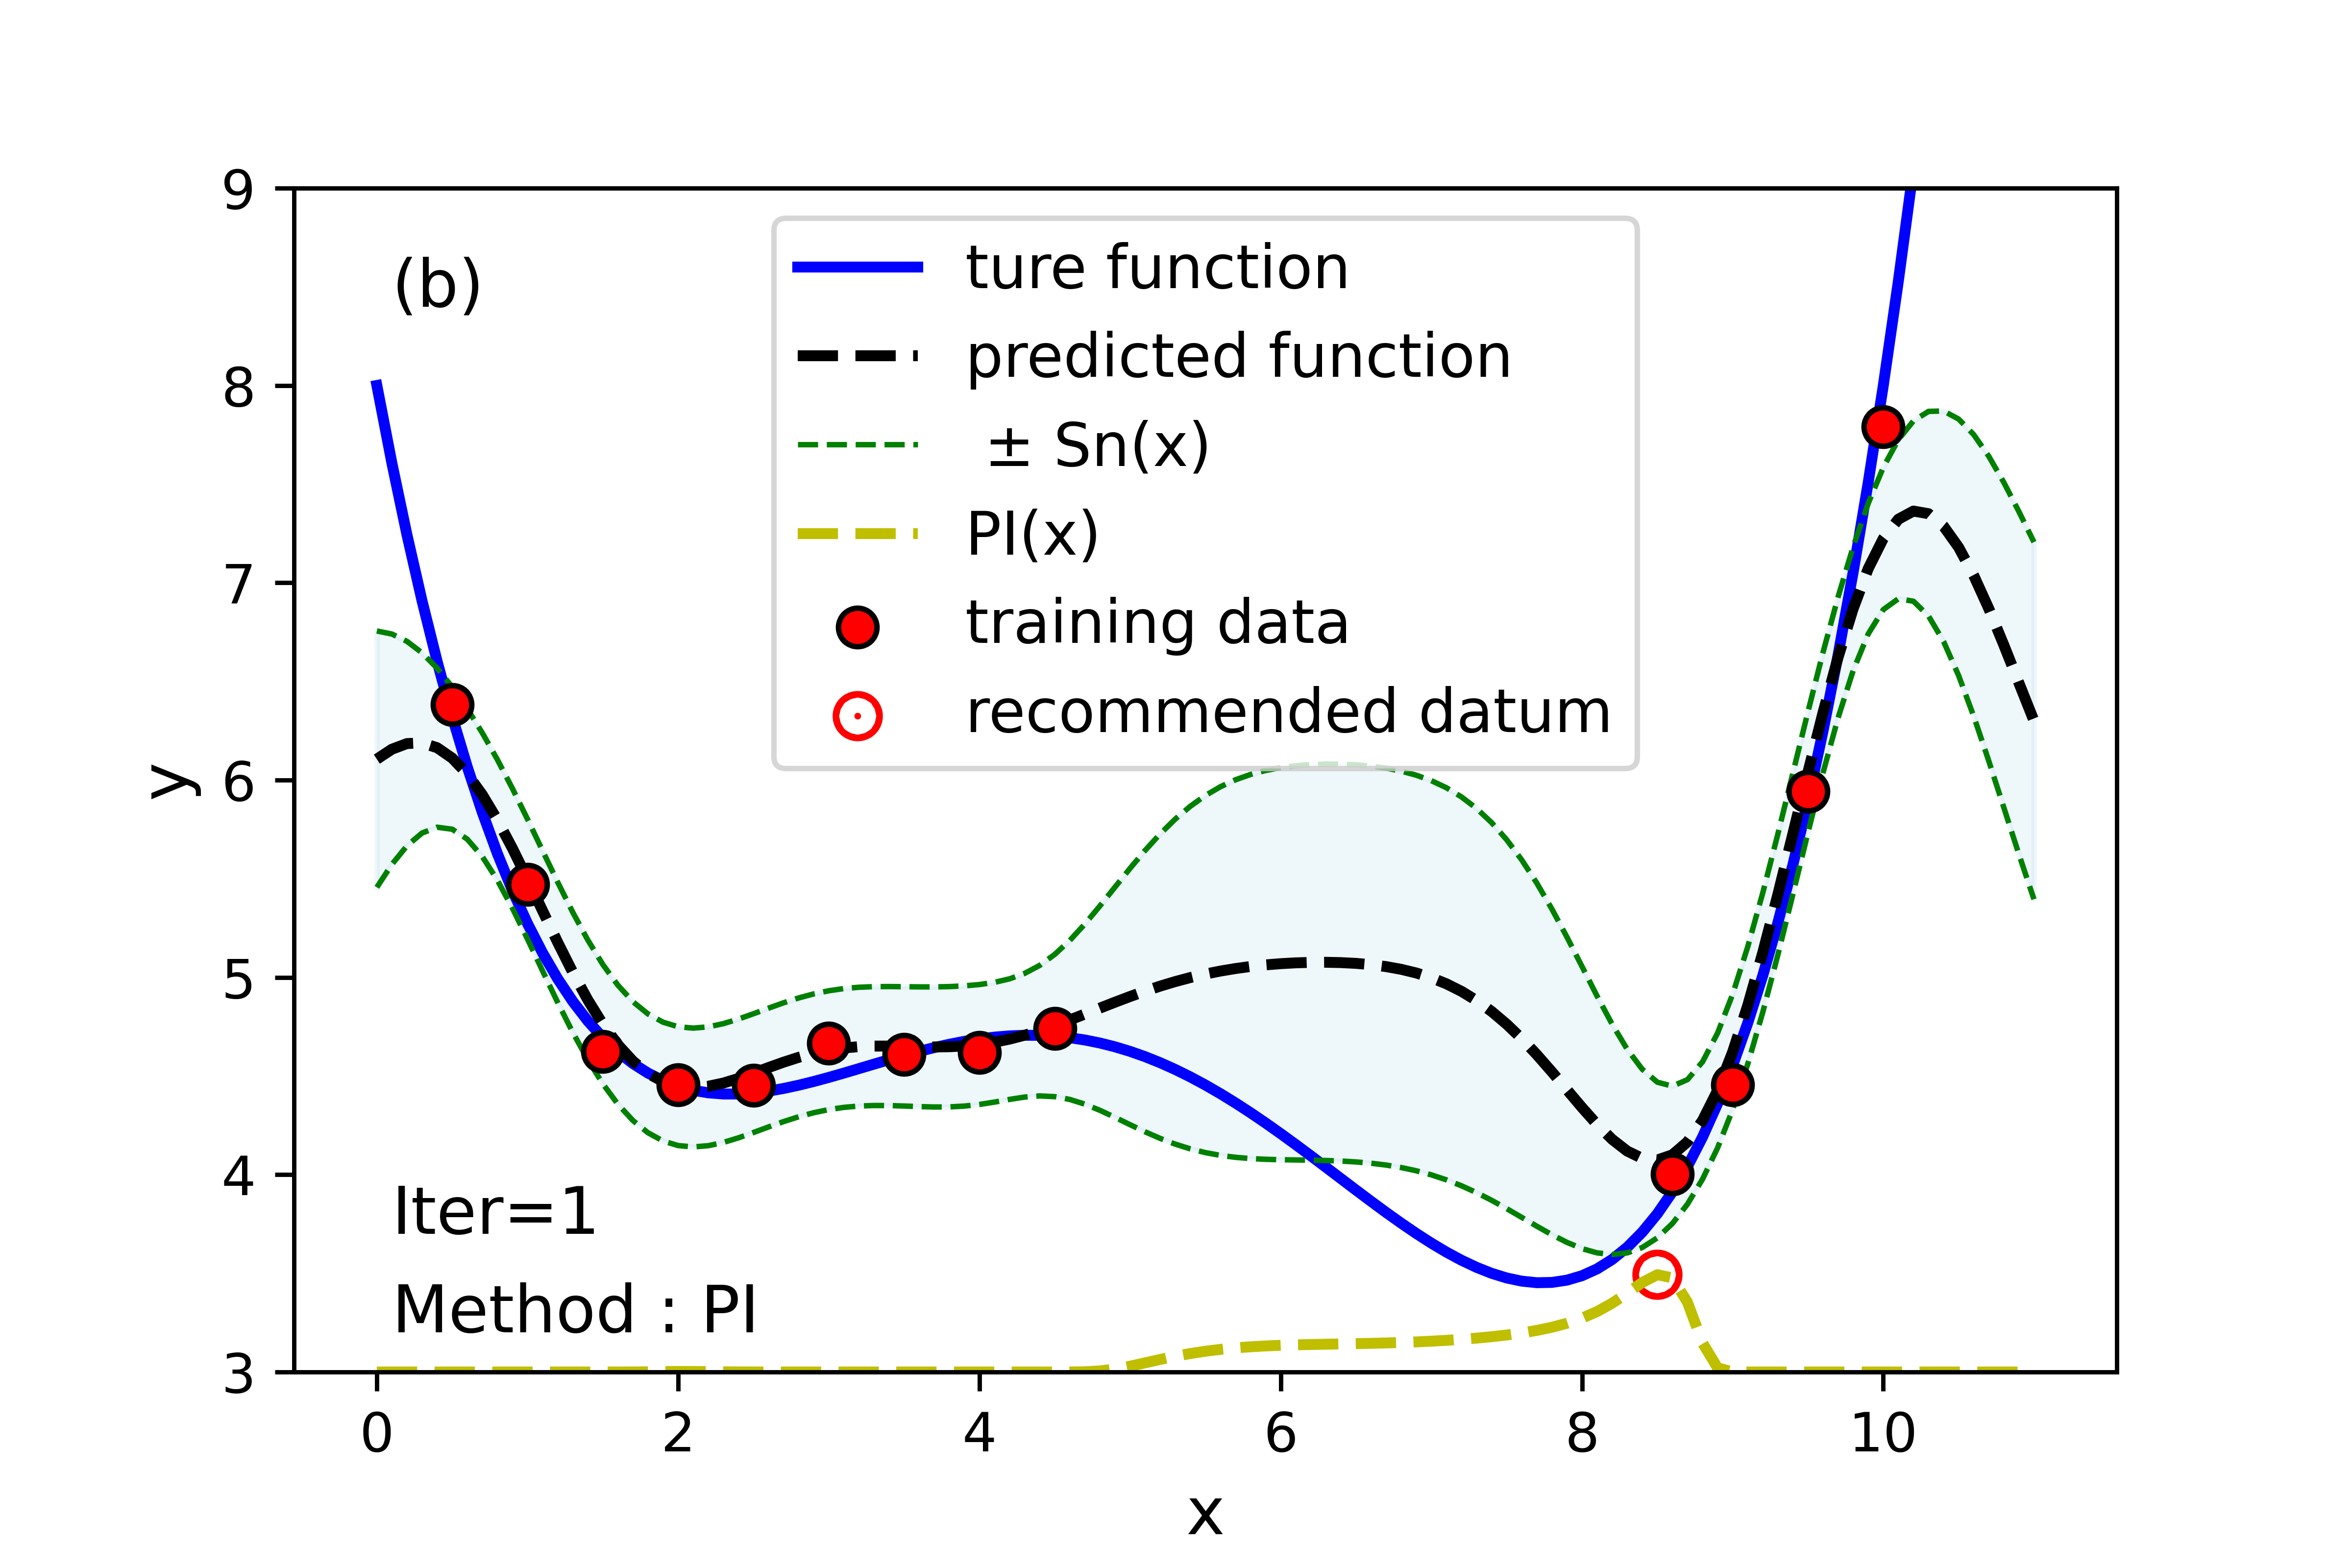 (b)
ture function
predicted function
± Sn(x)
PI(x)
training data
recommended datum
Iter=1
Method : PI
y
9
8
7
6
5
4
3
0 2 4 6 8 10
x